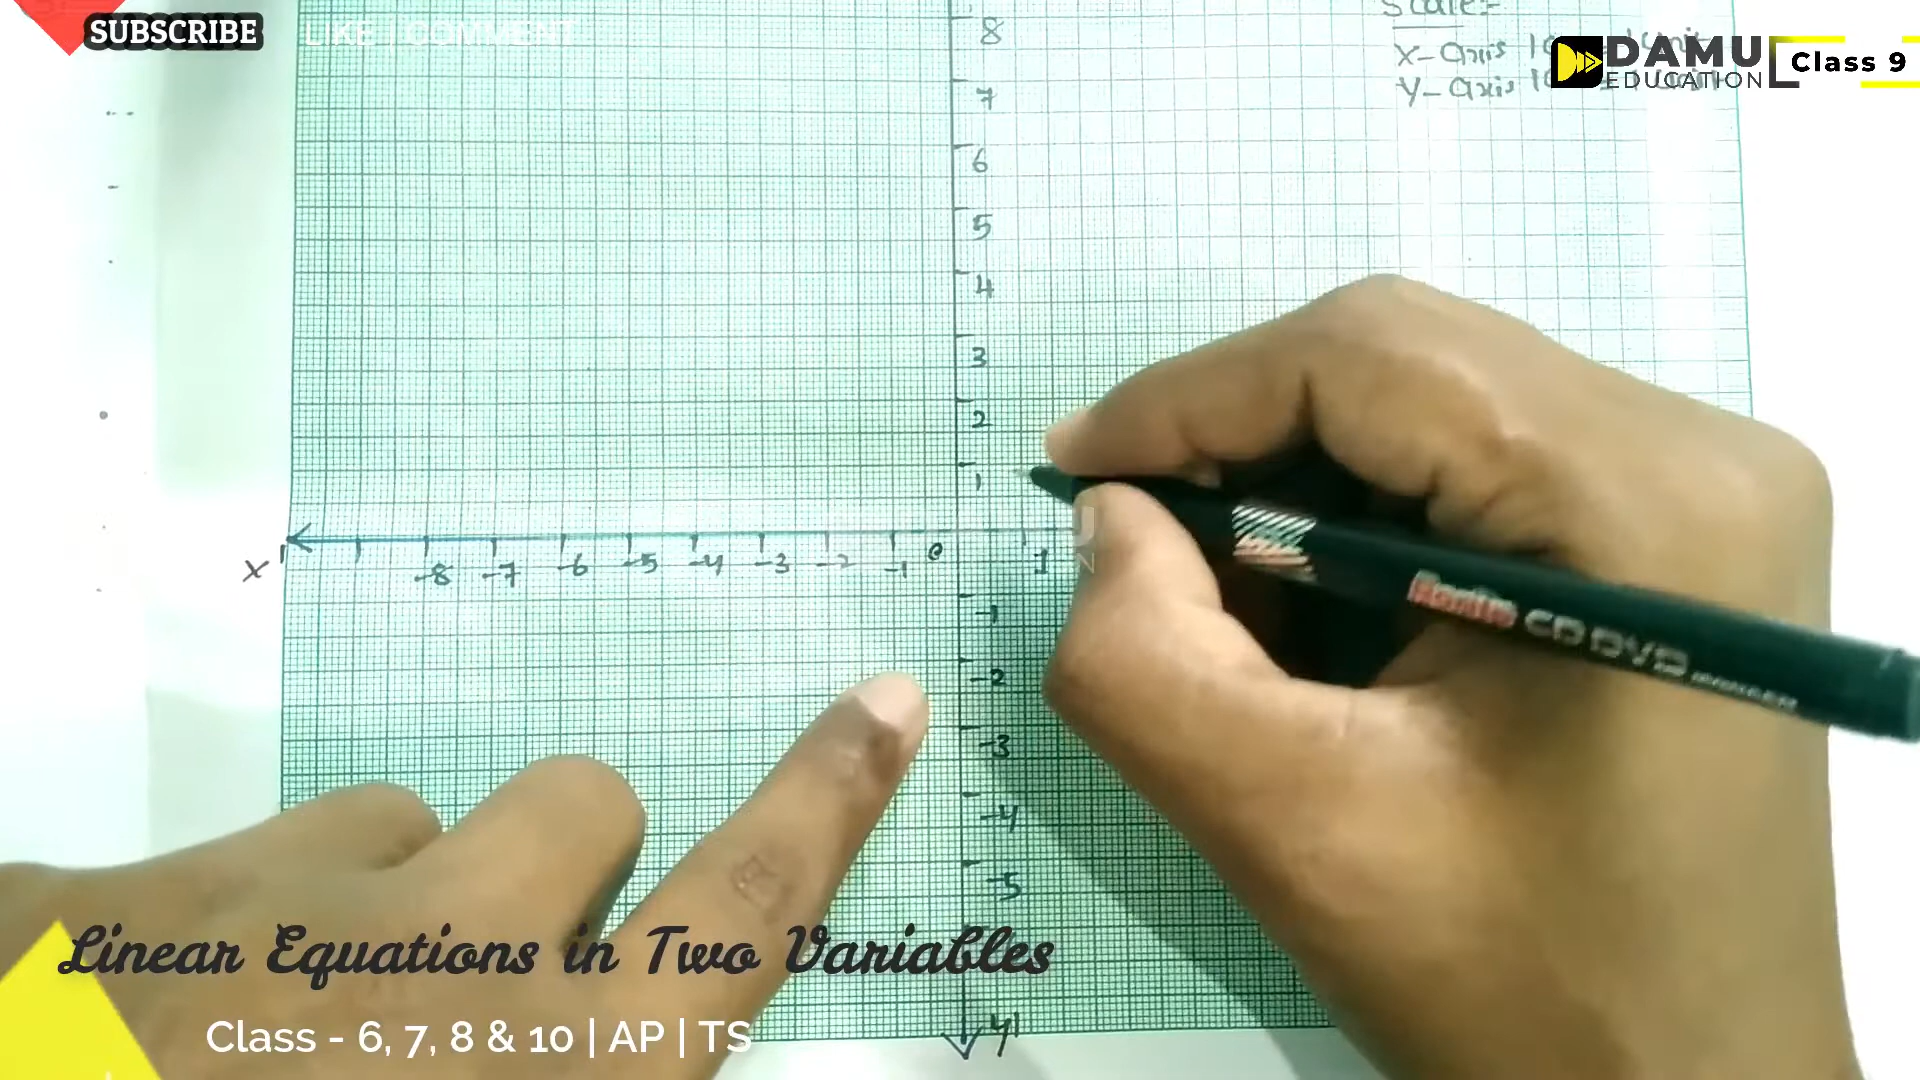 SUBSCRIBE
LIKE | COMMENT
Scale:-
X-axis
Y-axis
DAMU
EDUCATION
Class 9
8
7
6
5
4
3
2
1
X'
-8 -7 -6 -5 -4 -3 -2 -1 0 1
-1
-2
-3
-4
-5
Y'
CD DVD
Linear Equations in Two Variables
Class - 6, 7, 8 & 10 | AP | TS